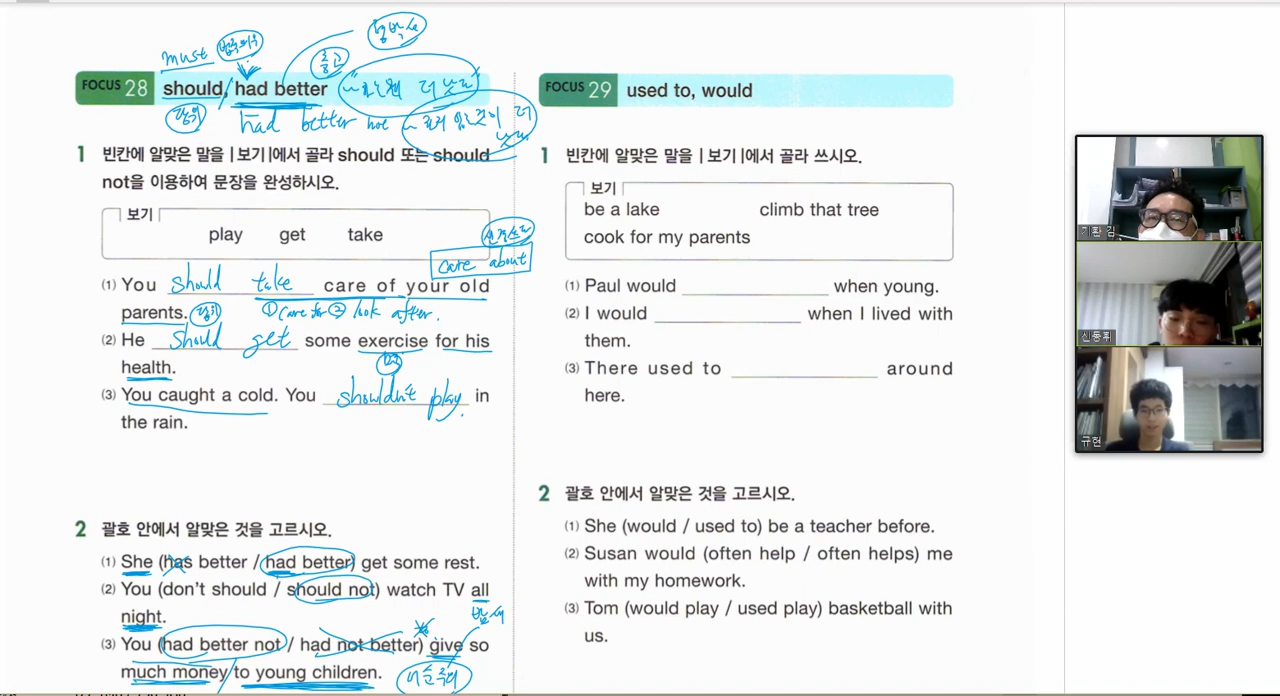 must
FOCUS 28 should, had better
had better
1 빈칸에 알맞은 말을 |보기|에서 골라 should 또는 should
not을 이용하여 문장을 완성하시오.
보기
play get take
care about
(1) You should take care of your old
parents. ① care for ② look after.
(2) He should get some exercise for his
health.
(3) You caught a cold. You shouldn't play in
the rain.
2 괄호 안에서 알맞은 것을 고르시오.
(1) She (has better / had better) get some rest.
(2) You (don't should / should not) watch TV all
night.
(3) You (had better not / had not better) give so
much money to young children.
FOCUS 29 used to, would
1 빈칸에 알맞은 말을 |보기|에서 골라 쓰시오.
보기
be a lake climb that tree
cook for my parents
(1) Paul would ____ when young.
(2) I would ____ when I lived with
them.
(3) There used to ____ around
here.
2 괄호 안에서 알맞은 것을 고르시오.
(1) She (would / used to) be a teacher before.
(2) Susan would (often help / often helps) me
with my homework.
(3) Tom (would play / used play) basketball with
us.
기환 김
신동휘
규현